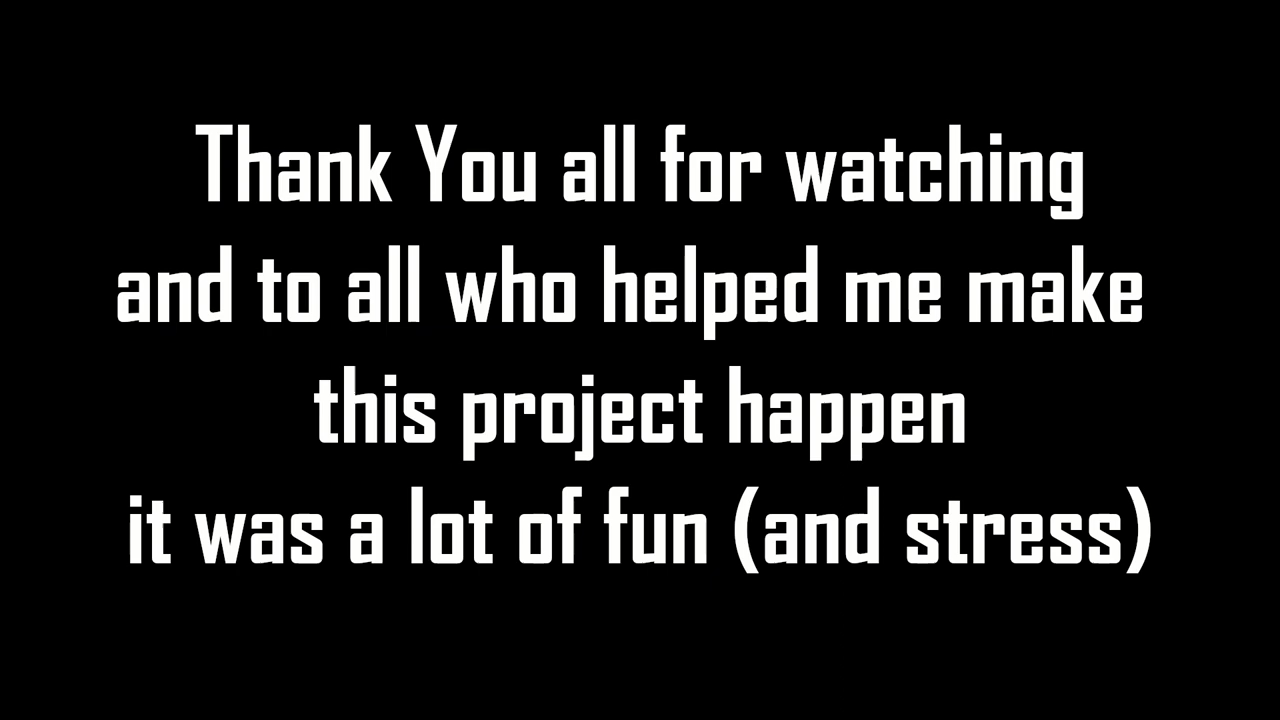 Thank You all for watching
and to all who helped me make
this project happen
it was a lot of fun (and stress)